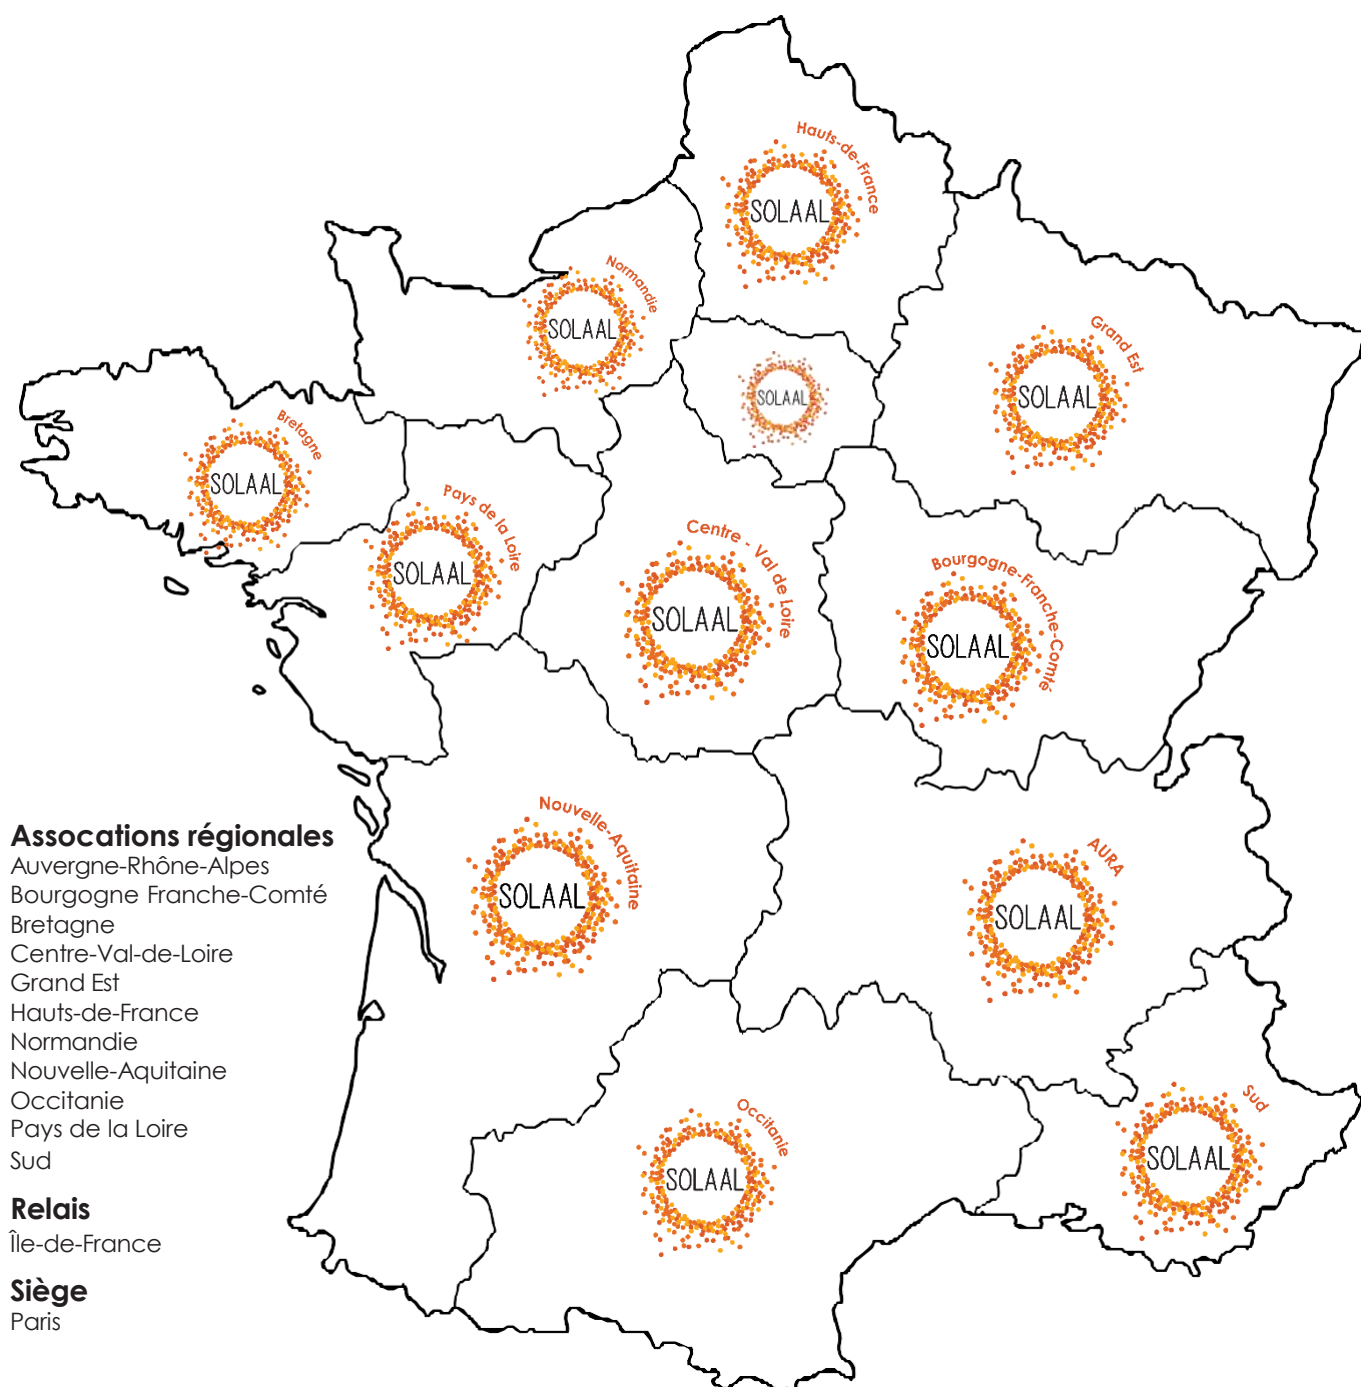 Hauts-de-France
SOLAAL
Normandie
SOLAAL
Grand Est
SOLAAL
SOLAAL
Bretagne
SOLAAL
Pays de la Loire
SOLAAL
Centre - Val de Loire
SOLAAL
Bourgogne-Franche-Comté
SOLAAL
Nouvelle-Aquitaine
SOLAAL
AURA
SOLAAL
Occitanie
SOLAAL
Sud
SOLAAL
Assocations régionales
Auvergne-Rhône-Alpes
Bourgogne Franche-Comté
Bretagne
Centre-Val-de-Loire
Grand Est
Hauts-de-France
Normandie
Nouvelle-Aquitaine
Occitanie
Pays de la Loire
Sud
Relais
Île-de-France
Siège
Paris